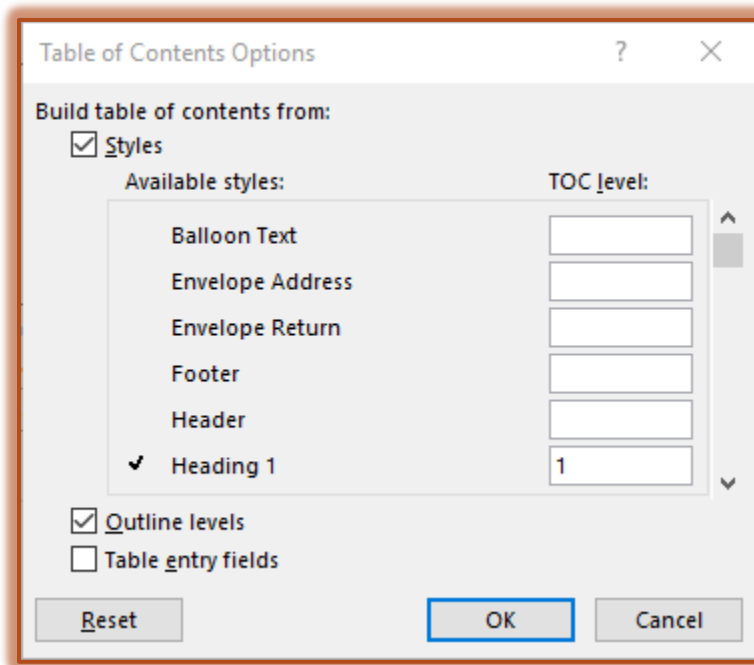 Table of Contents Options ?
Build table of contents from:
Styles
Available styles: TOC level:
Balloon Text
Envelope Address
Envelope Return
Footer
Header
Heading 1 1
Outline levels
Table entry fields
Reset OK Cancel